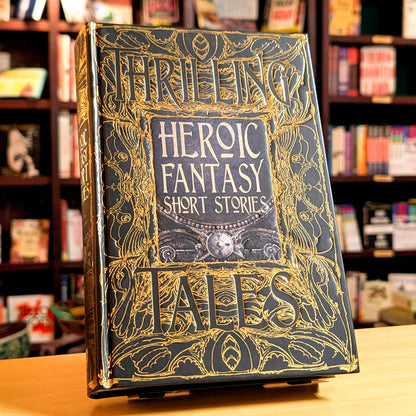 THRILLING
HEROIC
FANTASY
SHORT STORIES
TALES